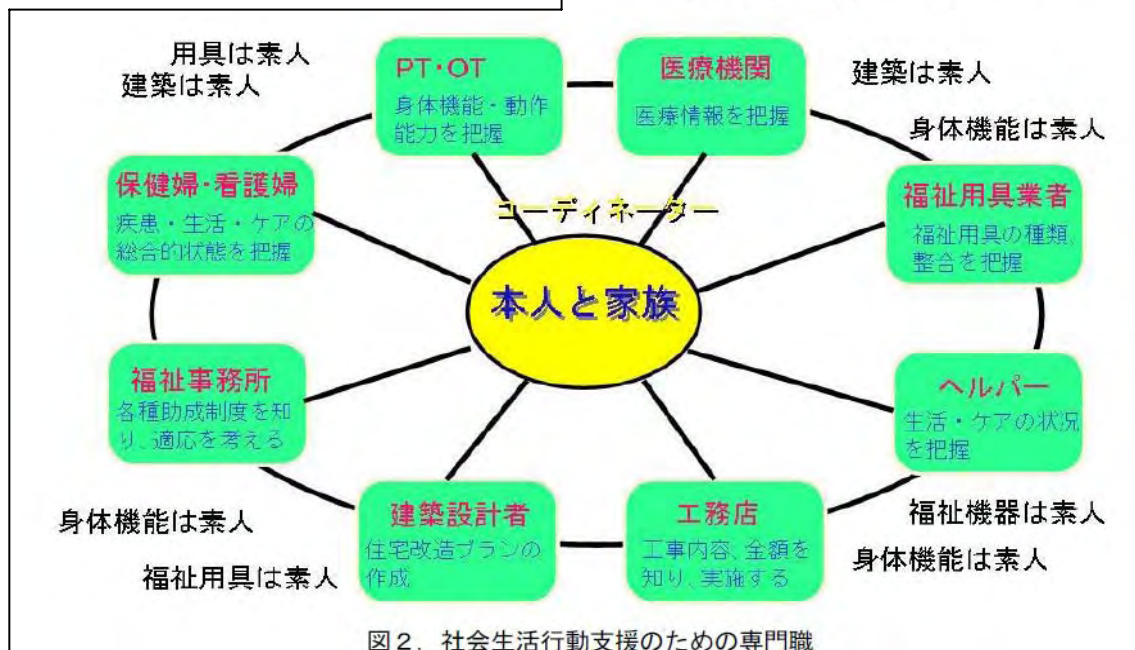 用具は素人
建築は素人
PT・OT
身体機能・動作
能力を把握
医療機関
医療情報を把握
建築は素人
身体機能は素人
保健婦・看護婦
疾患・生活・ケアの
総合的状態を把握
コーディネーター
福祉用具業者
福祉用具の種類、
整合を把握
本人と家族
福祉事務所
各種助成制度を知
り、適応を考える
ヘルパー
生活・ケアの状況
を把握
身体機能は素人
福祉用具は素人
建築設計者
住宅改造プランの
作成
工務店
工事内容、金額を
知り、実施する
福祉機器は素人
身体機能は素人
図２．社会生活行動支援のための専門職